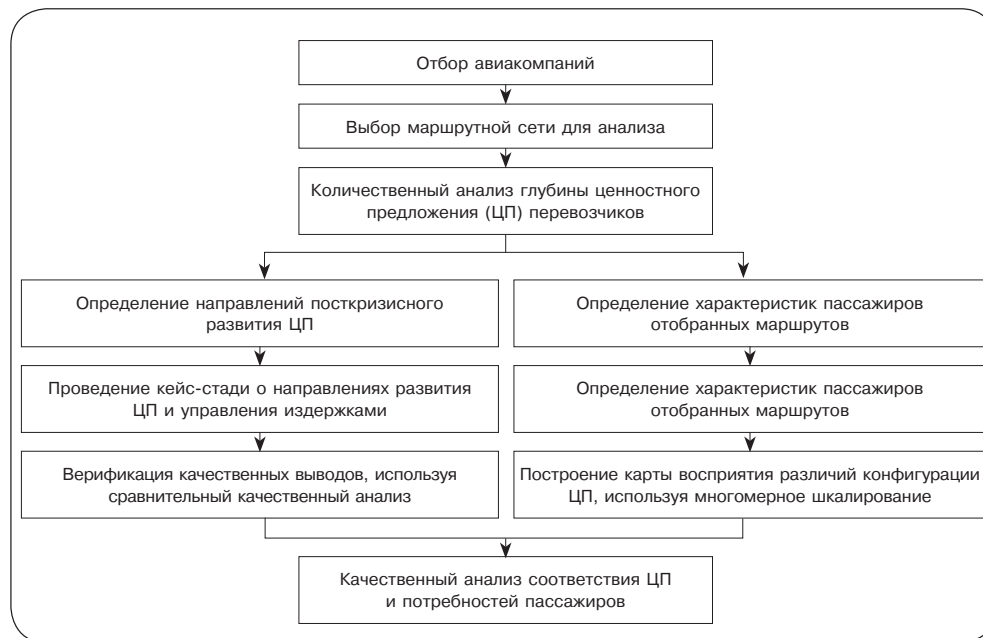 Отбор авиакомпаний
Выбор маршрутной сети для анализа
Количественный анализ глубины ценностного
предложения (ЦП) перевозчиков
Определение направлений посткризисного
развития ЦП
Определение характеристик пассажиров
отобранных маршрутов
Проведение кейс-стади о направлениях развития
ЦП и управления издержками
Определение характеристик пассажиров
отобранных маршрутов
Верификация качественных выводов, используя
сравнительный качественный анализ
Построение карты восприятия различий конфигурации
ЦП, используя многомерное шкалирование
Качественный анализ соответствия ЦП
и потребностей пассажиров